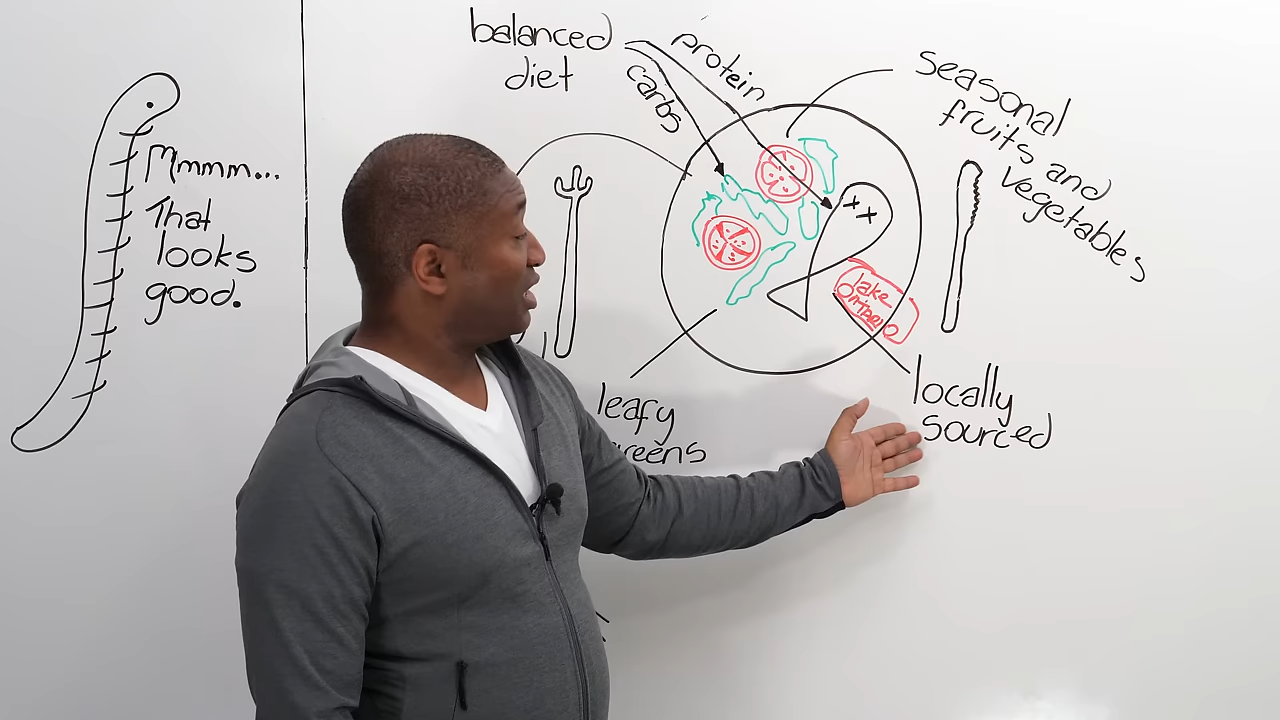 Mmmm...
That
looks
good.
balanced
diet
protein
carbs
seasonal
fruits and
vegetables
lake
Ontario
locally
sourced
leafy